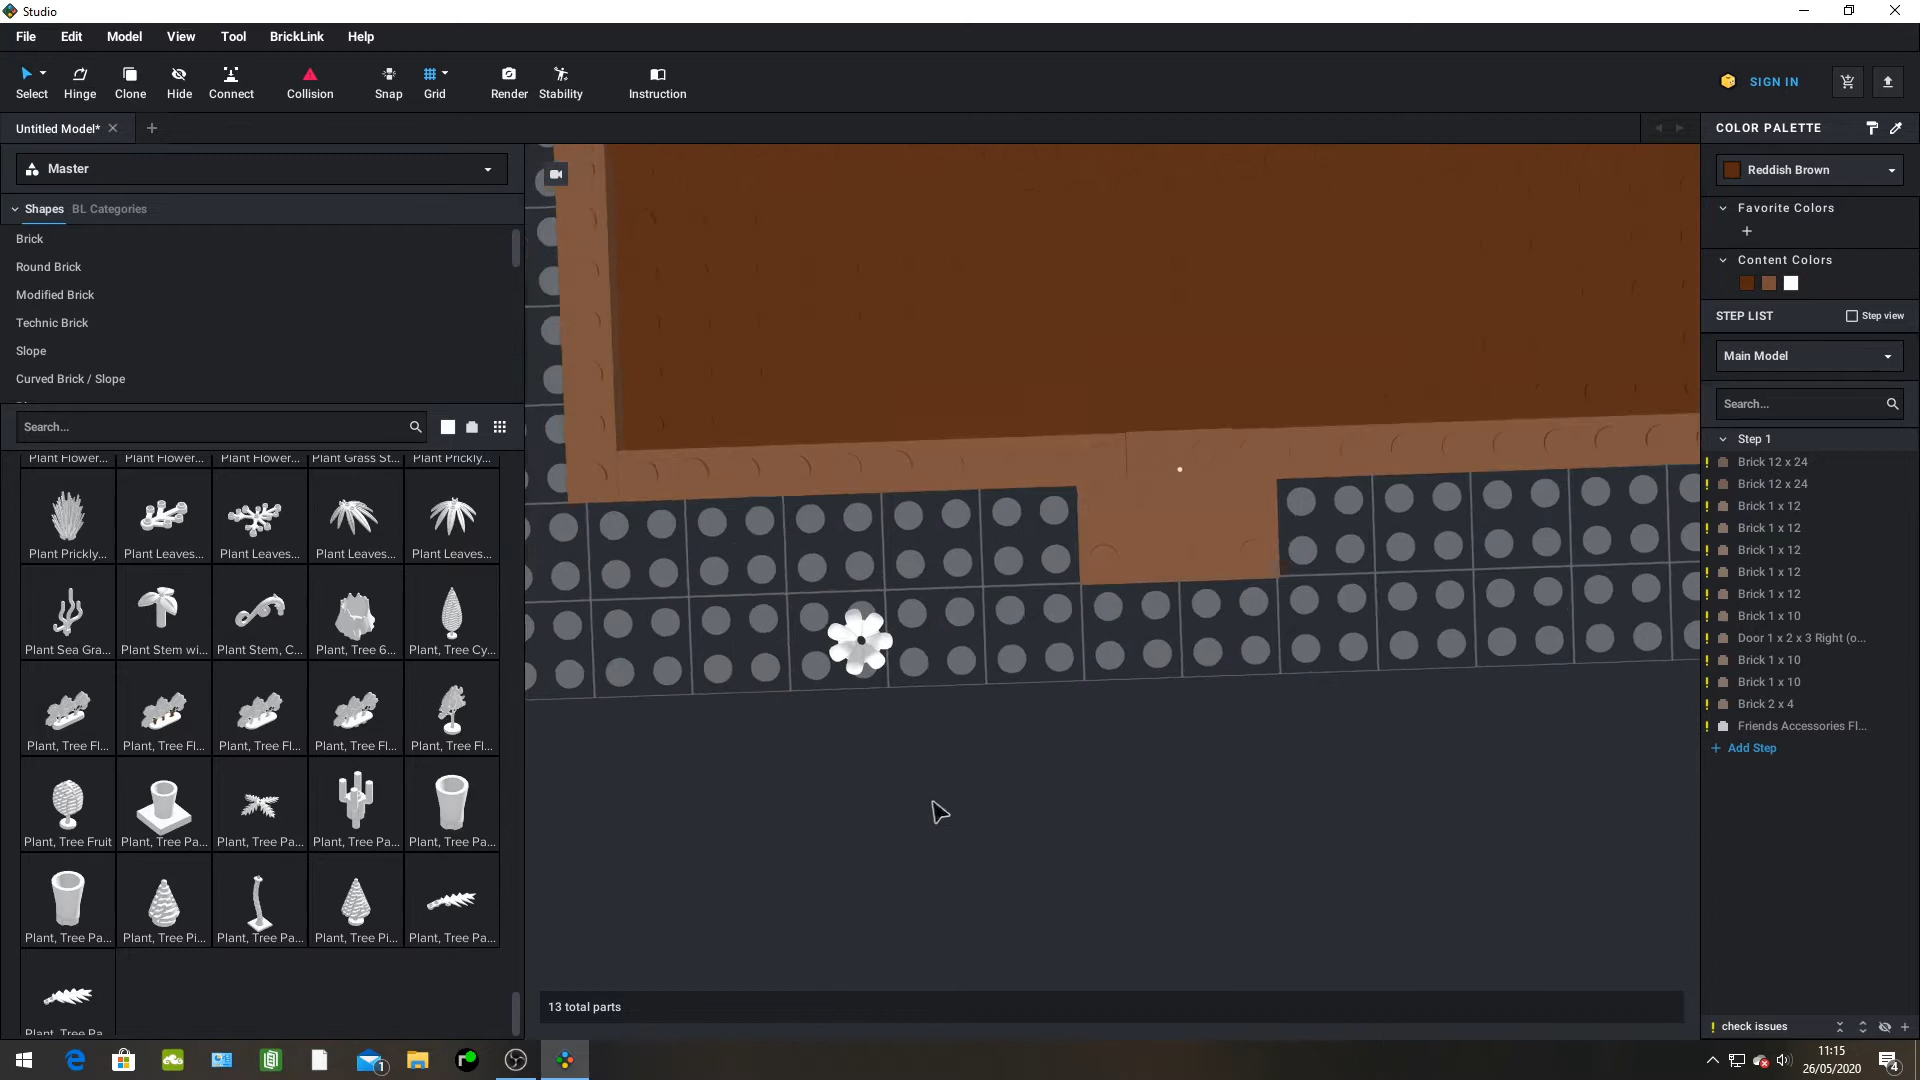 Studio
File Edit Model View Tool BrickLink Help
Select Hinge Clone Hide Connect Collision Snap Grid Render Stability Instruction
SIGN IN
Untitled Model*
Master
Shapes BL Categories
Brick
Round Brick
Modified Brick
Technic Brick
Slope
Curved Brick / Slope
Search...
Plant Flower... Plant Flower... Plant Flower... Plant Grass St... Plant Prickly...
Plant Prickly... Plant Leaves... Plant Leaves... Plant Leaves... Plant Leaves...
Plant Sea Gra... Plant Stem wi... Plant Stem, C... Plant, Tree 6... Plant, Tree Cy...
Plant, Tree Fl... Plant, Tree Fl... Plant, Tree Fl... Plant, Tree Fl... Plant, Tree Fl...
Plant, Tree Fruit Plant, Tree Pa... Plant, Tree Pa... Plant, Tree Pa... Plant, Tree Pa...
Plant, Tree Pa... Plant, Tree Pi... Plant, Tree Pa... Plant, Tree Pi... Plant, Tree Pa...
Plant, Tree Pa...
13 total parts
COLOR PALETTE
Reddish Brown
Favorite Colors
+
Content Colors
STEP LIST Step view
Main Model
Search...
Step 1
Brick 12 x 24
Brick 12 x 24
Brick 1 x 12
Brick 1 x 12
Brick 1 x 12
Brick 1 x 12
Brick 1 x 12
Brick 1 x 10
Door 1 x 2 x 3 Right (o...
Brick 1 x 10
Brick 1 x 10
Brick 2 x 4
Friends Accessories Fl...
+ Add Step
! check issues
1
11:15
26/05/2020
4